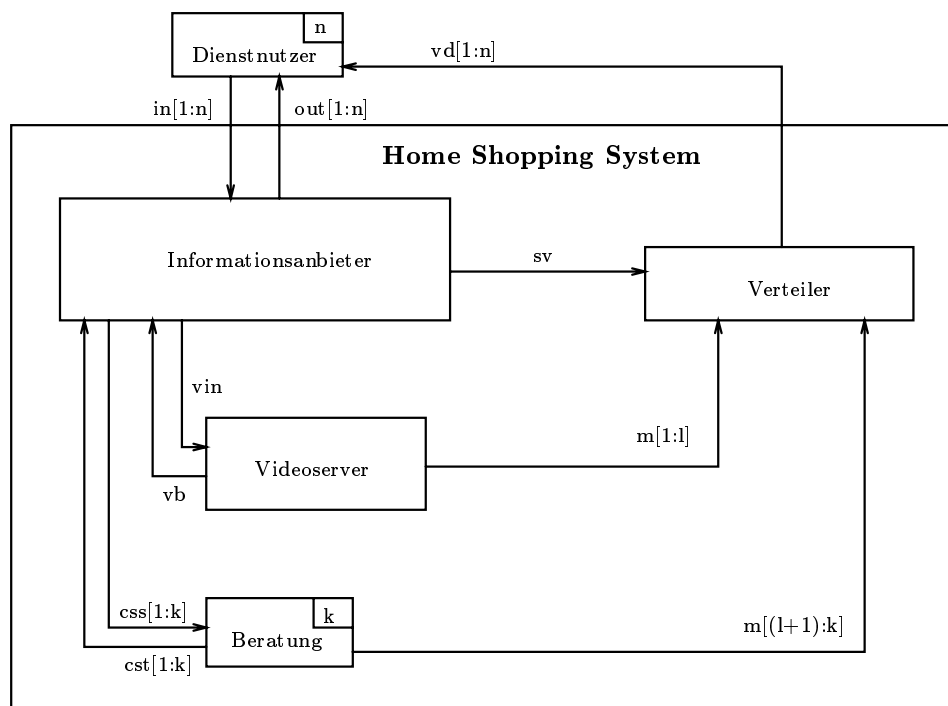 n
Dienstnutzer
vd[1:n]
in[1:n]
out[1:n]
Home Shopping System
Informationsanbieter
sv
Verteiler
vin
m[1:l]
Videoserver
vb
css[1:k]
k
Beratung
m[(l+1):k]
cst[1:k]